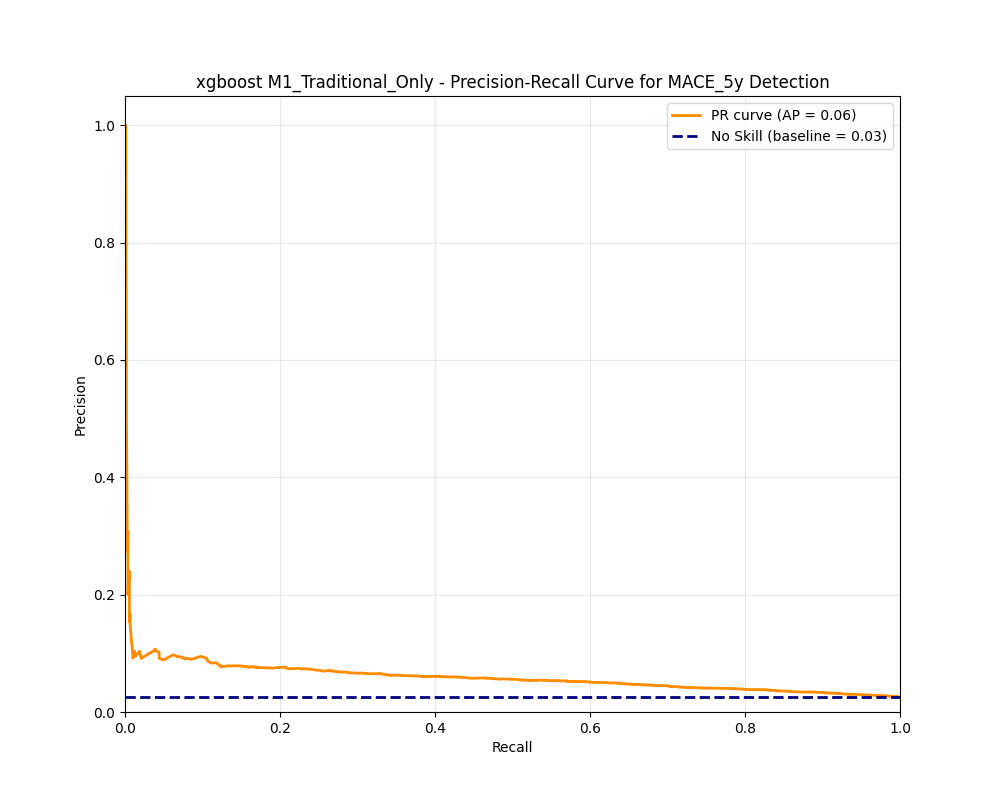 xgboost M1_Traditional_Only - Precision-Recall Curve for MACE_5y Detection
PR curve (AP = 0.06)
No Skill (baseline = 0.03)
Precision
1.0
0.8
0.6
0.4
0.2
0.0
0.0 0.2 0.4 0.6 0.8 1.0
Recall